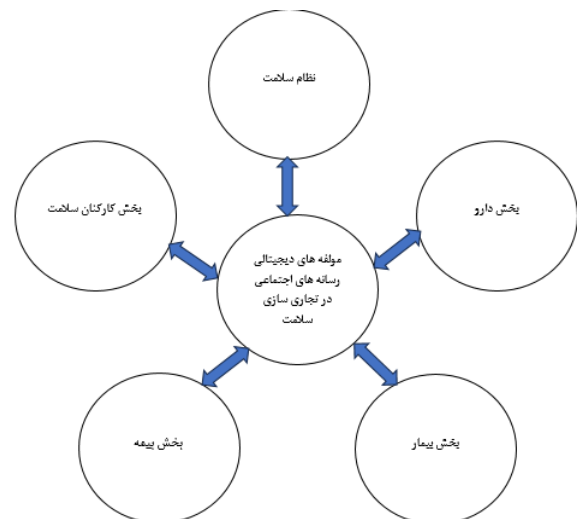 نظام سلامت
بخش دارو
بخش کارکنان سلامت
مولفه های دیجیتالی
رسانه های اجتماعی
در تجاری سازی
سلامت
بخش بیمار
بخش بیمه